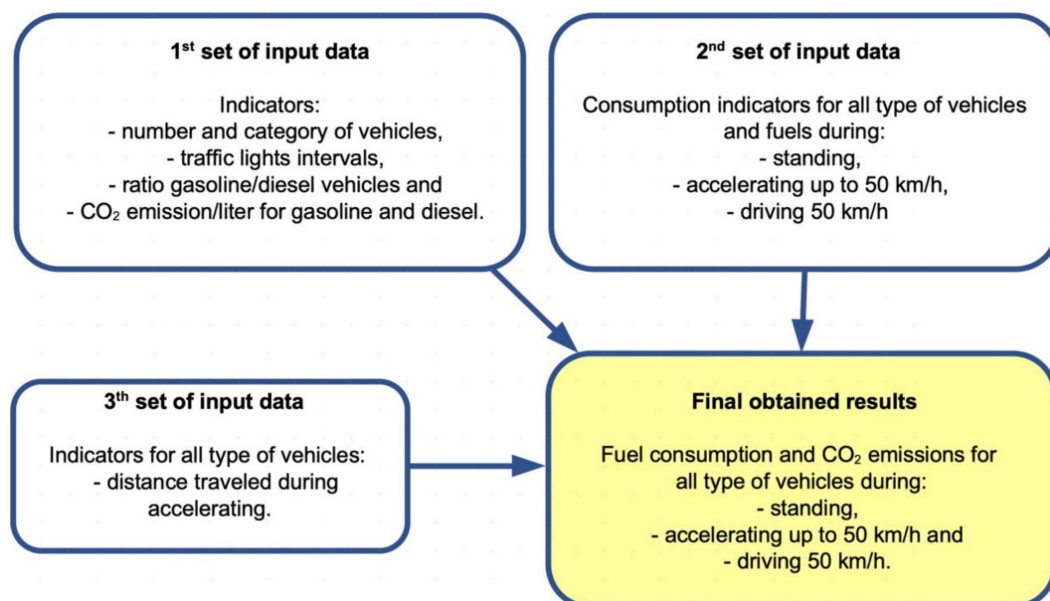 1st set of input data
Indicators:
- number and category of vehicles,
- traffic lights intervals,
- ratio gasoline/diesel vehicles and
- CO₂ emission/liter for gasoline and diesel.
2nd set of input data
Consumption indicators for all type of vehicles
and fuels during:
- standing,
- accelerating up to 50 km/h,
- driving 50 km/h
3th set of input data
Indicators for all type of vehicles:
- distance traveled during
accelerating.
Final obtained results
Fuel consumption and CO₂ emissions for
all type of vehicles during:
- standing,
- accelerating up to 50 km/h and
- driving 50 km/h.